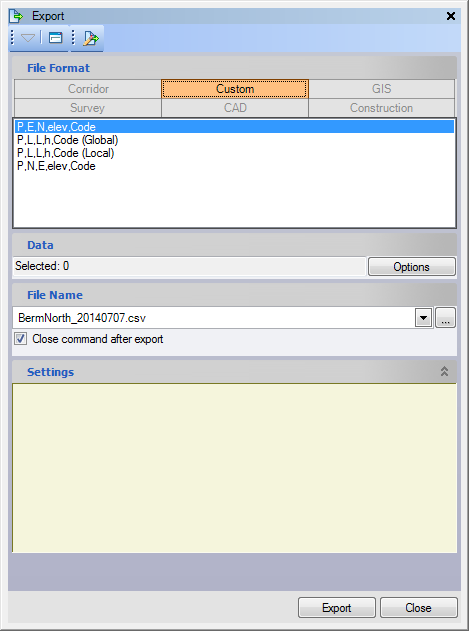 Export
File Format
Corridor Custom GIS
Survey CAD Construction
P,E,N,elev,Code
P,L,L,h,Code (Global)
P,L,L,h,Code (Local)
P,N,E,elev,Code
Data
Selected: 0 Options
File Name
BermNorth_20140707.csv ...
Close command after export
Settings
Export Close